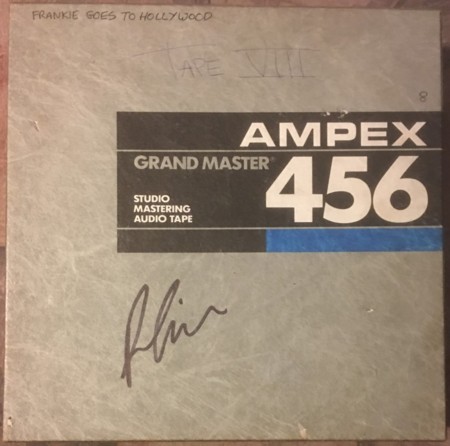 FRANKIE GOES TO HOLLYWOOD
TAPE VIII
8
AMPEX
GRAND MASTER®
456
STUDIO
MASTERING
AUDIO TAPE